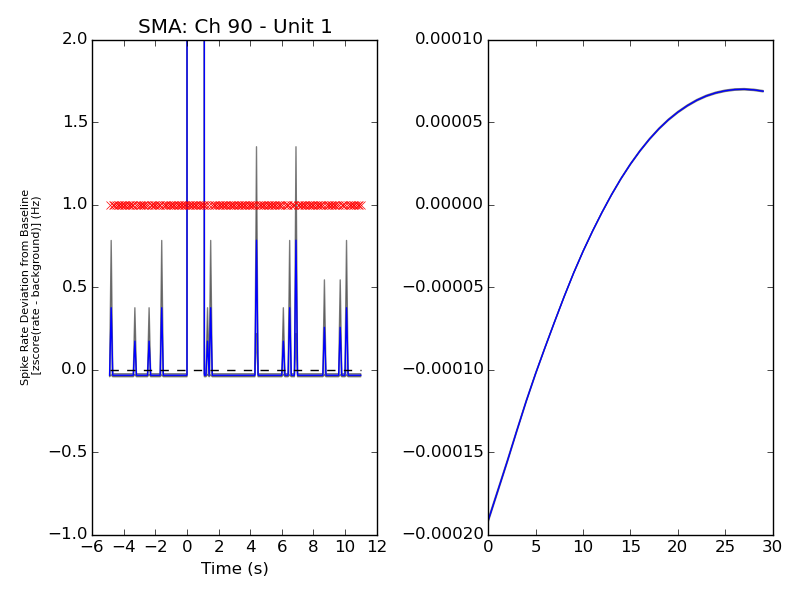 SMA: Ch 90 - Unit 1
2.0
1.5
1.0
0.5
0.0
−0.5
−1.0
Spike Rate Deviation from Baseline
[zscore(rate - background)] (Hz)
−6 −4 −2 0 2 4 6 8 10 12
Time (s)
0.00010
0.00005
0.00000
−0.00005
−0.00010
−0.00015
−0.00020
0 5 10 15 20 25 30